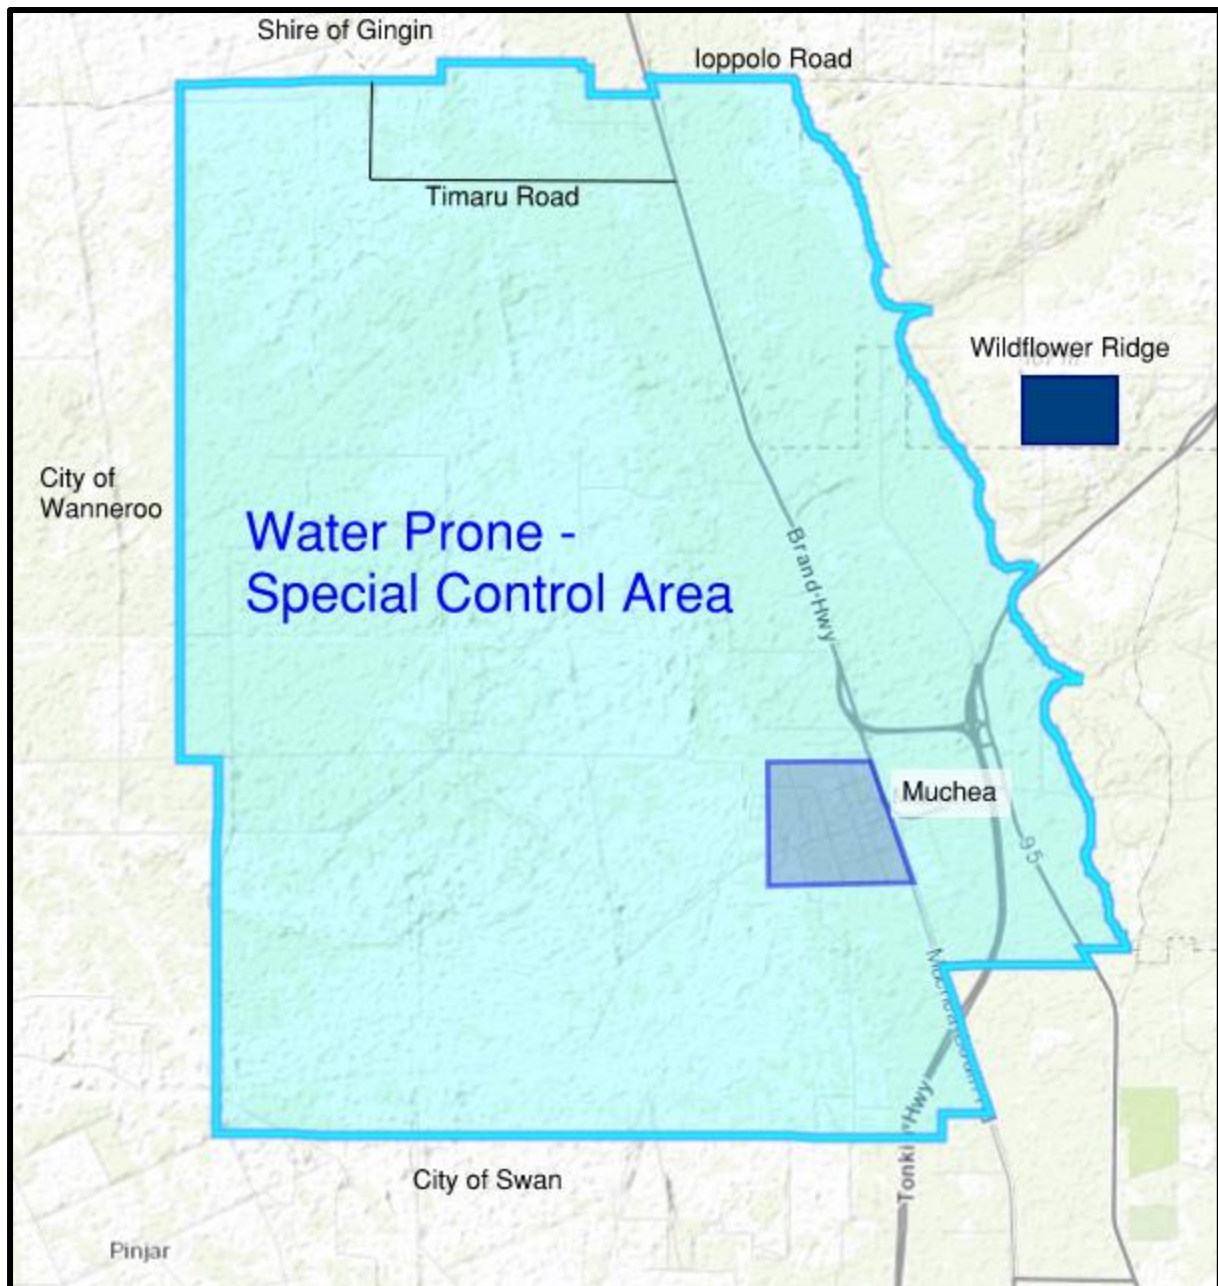 Shire of Gingin
Ioppolo Road
Timaru Road
Wildflower Ridge
City of
Wanneroo
Water Prone -
Special Control Area
Brand Hwy
Muchea
95
Tonkin Hwy
City of Swan
Pinjar